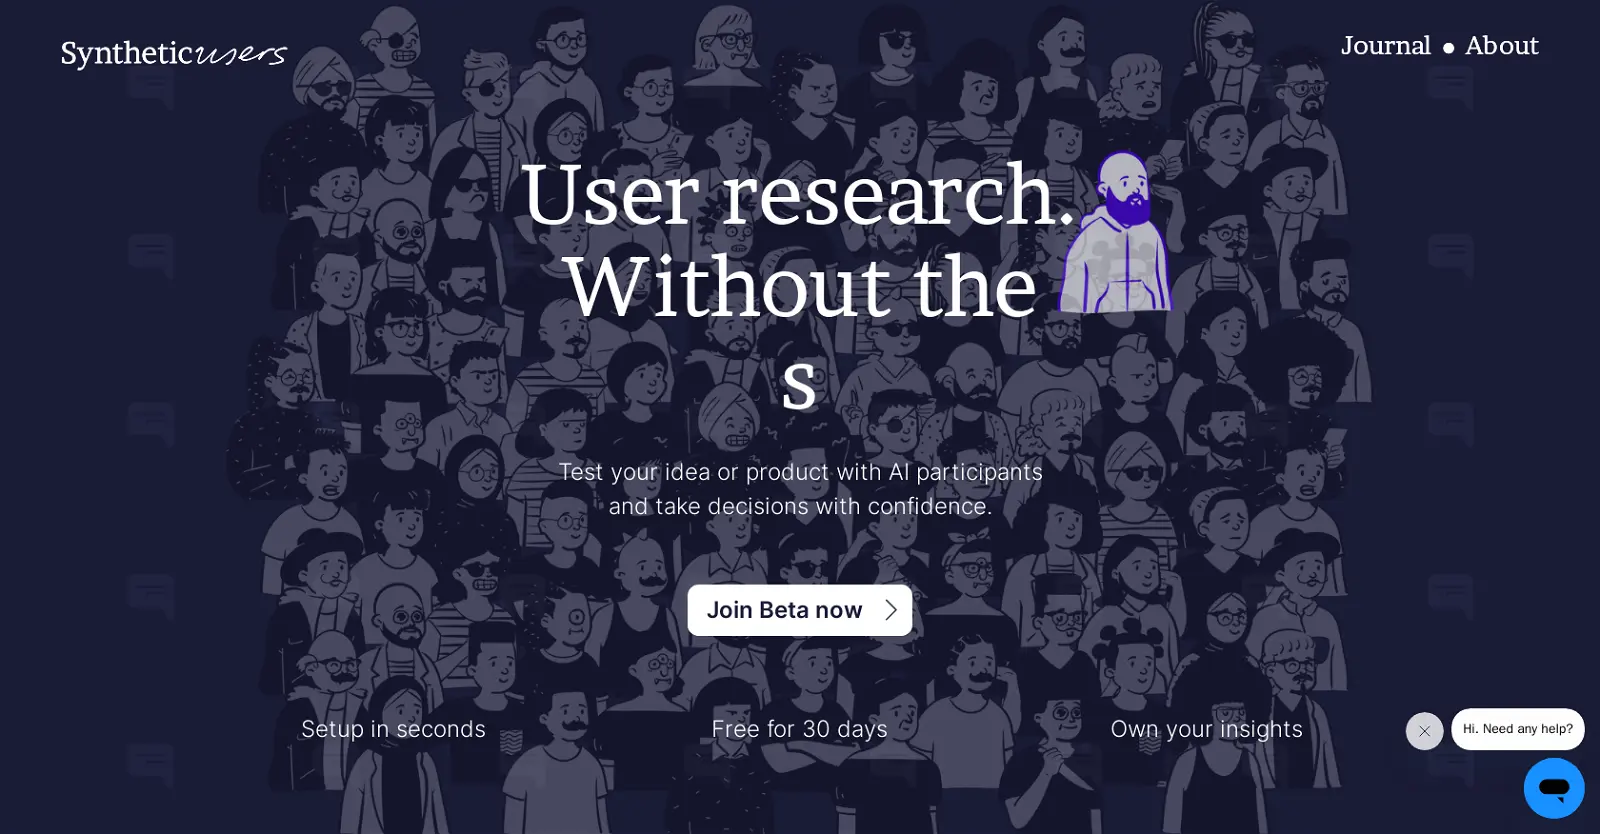 Syntheticusers
Journal • About
User research.
Without the
s
Test your idea or product with AI participants
and take decisions with confidence.
Join Beta now
Setup in seconds
Free for 30 days
Own your insights
Hi. Need any help?